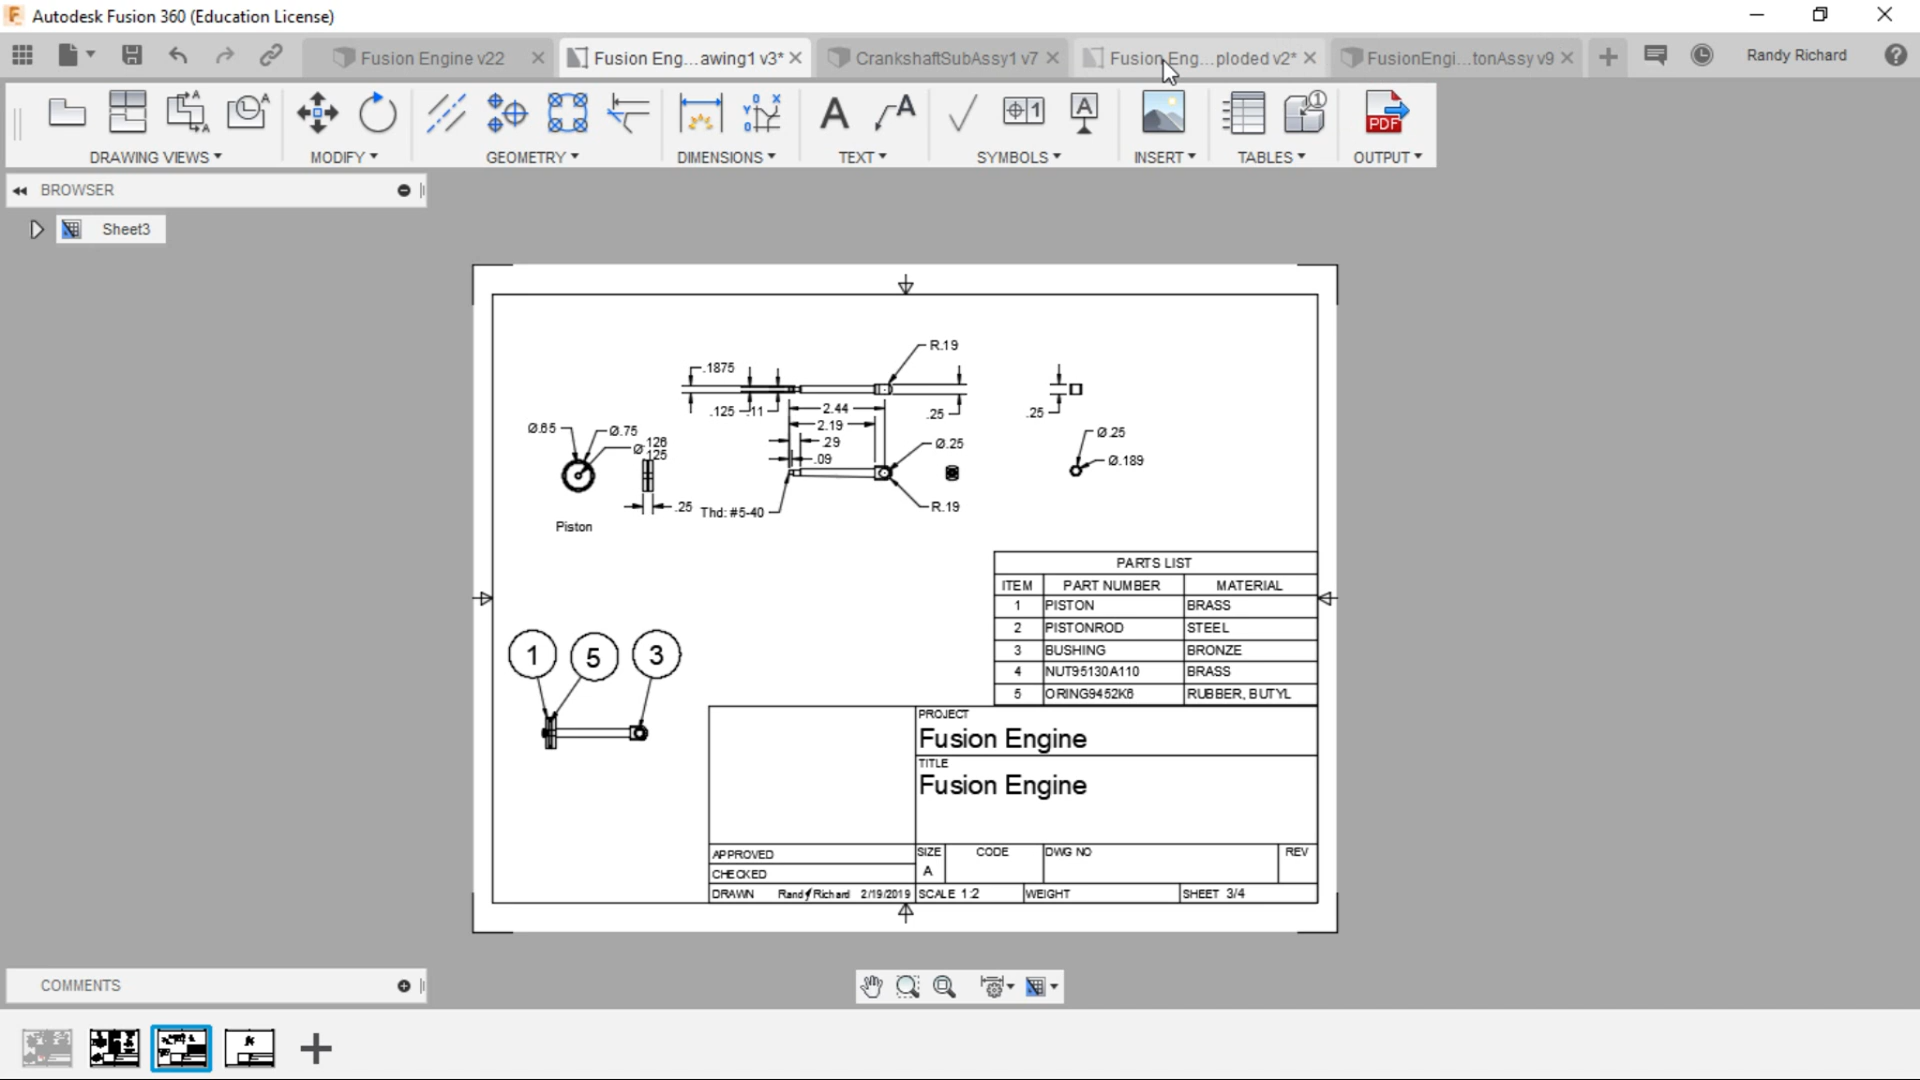 Autodesk Fusion 360 (Education License)
Fusion Engine v22
Fusion Eng...awing1 v3*
CrankshaftSubAssy1 v7
Fusion Eng...ploded v2*
FusionEngi...tonAssy v9
Randy Richard
DRAWING VIEWS
MODIFY
GEOMETRY
DIMENSIONS
TEXT
SYMBOLS
INSERT
TABLES
OUTPUT
BROWSER
Sheet3
R.19
.1875
.125
.11
2.44
.25
.25
2.19
Ø.65
Ø.75
Ø .126
.125
.29
Ø.25
Ø.25
.09
Ø.189
.25
Thd: #5-40
R.19
Piston
PARTS LIST
ITEM PART NUMBER MATERIAL
1 PISTON BRASS
2 PISTONROD STEEL
3 BUSHING BRONZE
4 NUT95130A110 BRASS
5 ORING9452K6 RUBBER, BUTYL
1 5 3
PROJECT
Fusion Engine
TITLE
Fusion Engine
APPROVED
SIZE CODE DWG NO REV
A
CHECKED
DRAWN Randy Richard 2/19/2019 SCALE 1:2 WEIGHT SHEET 3/4
COMMENTS